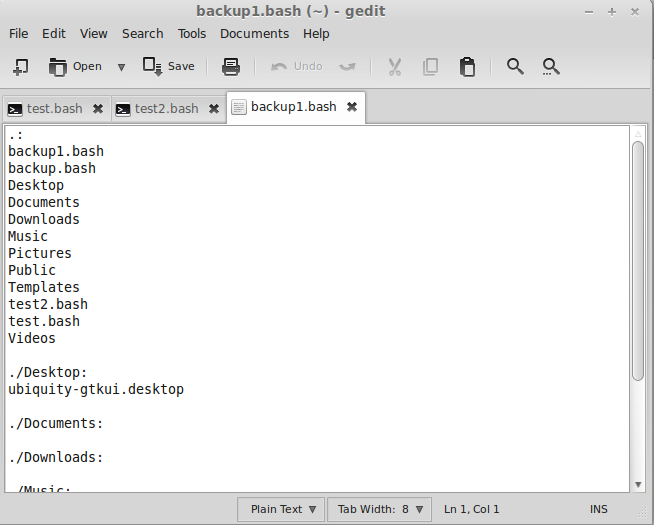 backup1.bash (~) - gedit
File Edit View Search Tools Documents Help
Open Save Undo
test.bash test2.bash backup1.bash
.:
backup1.bash
backup.bash
Desktop
Documents
Downloads
Music
Pictures
Public
Templates
test2.bash
test.bash
Videos
./Desktop:
ubiquity-gtkui.desktop
./Documents:
./Downloads:
./Music:
Plain Text Tab Width: 8 Ln 1, Col 1 INS